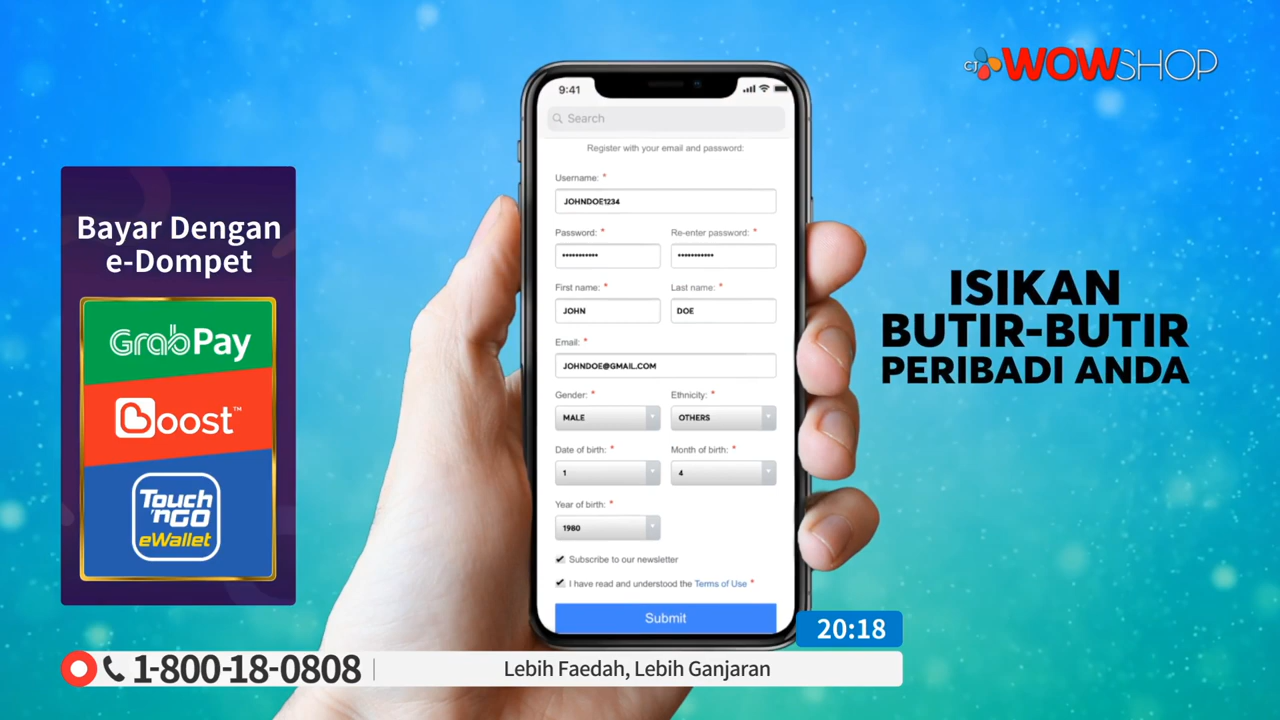 CJ WOWSHOP
Bayar Dengan
e-Dompet
GrabPay
Boost™
Touch
'nGO
eWallet
9:41
Search
Register with your email and password:
Username: *
JOHNDOE1234
Password: * Re-enter password: *
••••••••••• •••••••••••
First name: * Last name: *
JOHN DOE
Email: *
JOHNDOE@GMAIL.COM
Gender: * Ethnicity: *
MALE OTHERS
Date of birth: * Month of birth: *
1 4
Year of birth: *
1980
Subscribe to our newsletter
I have read and understood the Terms of Use *
Submit
ISIKAN
BUTIR-BUTIR
PERIBADI ANDA
20:18
1-800-18-0808 Lebih Faedah, Lebih Ganjaran